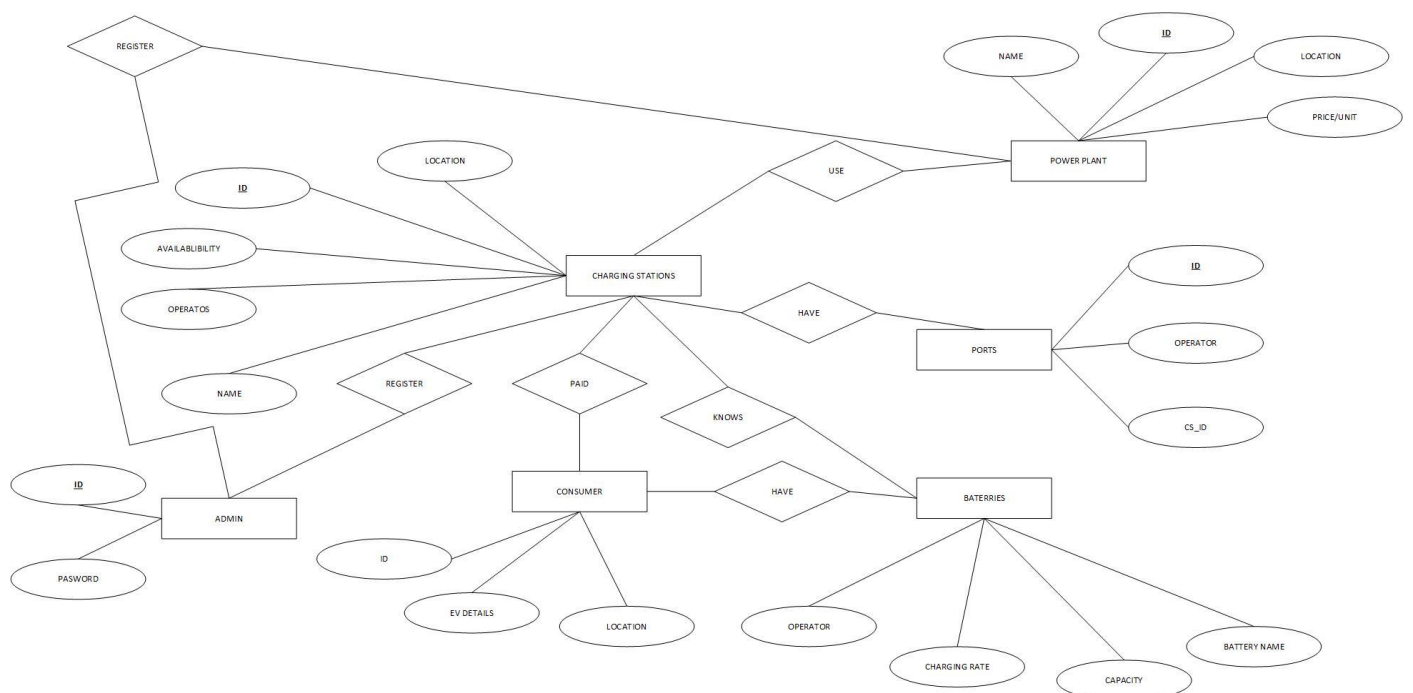 ID
REGISTER
NAME
LOCATION
PRICE/UNIT
POWER PLANT
LOCATION
USE
ID
AVAILABLIBILITY
CHARGING STATIONS
ID
OPERATOS
HAVE
OPERATOR
PORTS
REGISTER
PAID
NAME
KNOWS
CS_ID
ID
CONSUMER
HAVE
BATERRIES
ADMIN
ID
PASWORD
EV DETAILS
LOCATION
OPERATOR
BATTERY NAME
CHARGING RATE
CAPACITY